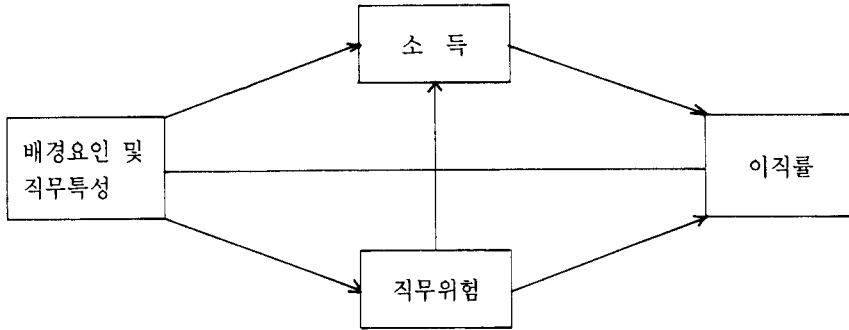 소 득
배경요인 및
직무특성
이직률
직무위험